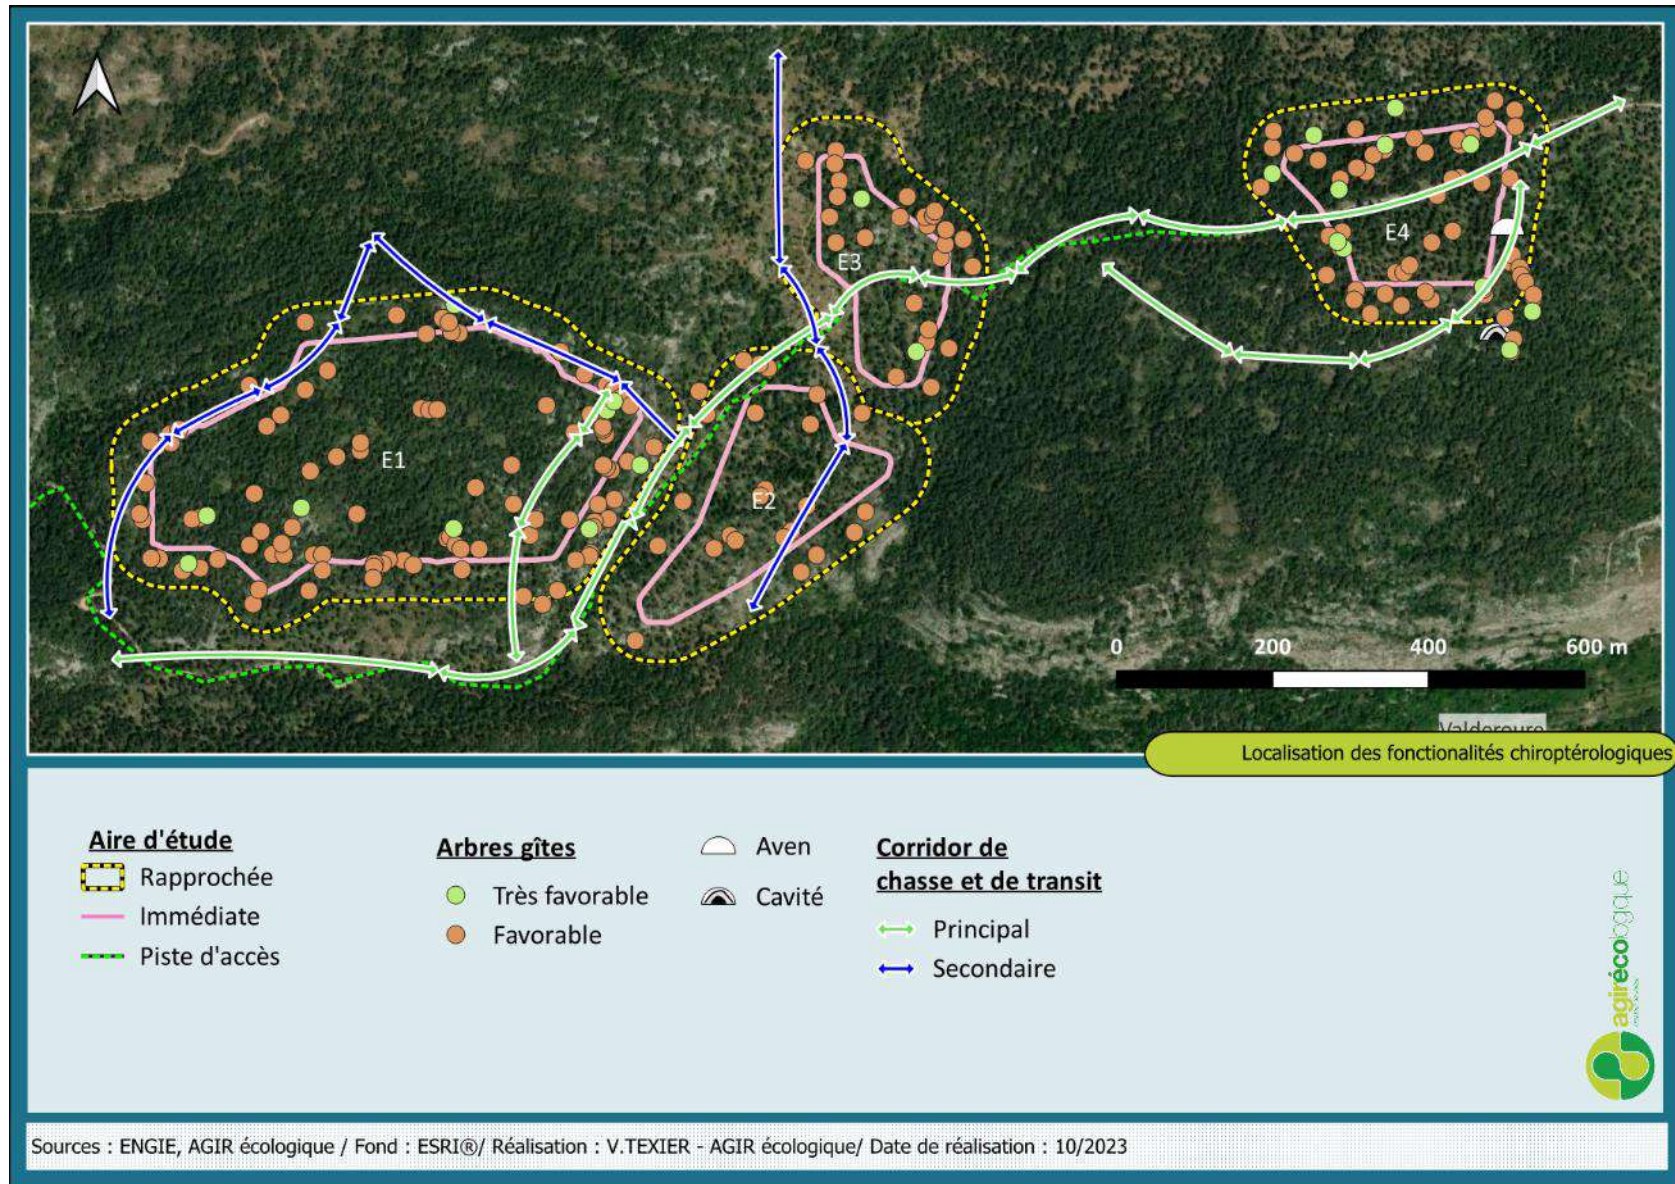 E1
E2
E3
E4
0 200 400 600 m
Localisation des fonctionalités chiroptérologiques
Aire d'étude
Rapprochée
Immédiate
Piste d'accès
Arbres gîtes
Très favorable
Favorable
Aven
Cavité
Corridor de
chasse et de transit
Principal
Secondaire
agirécologique
Sources : ENGIE, AGIR écologique / Fond : ESRI®/ Réalisation : V.TEXIER - AGIR écologique/ Date de réalisation : 10/2023